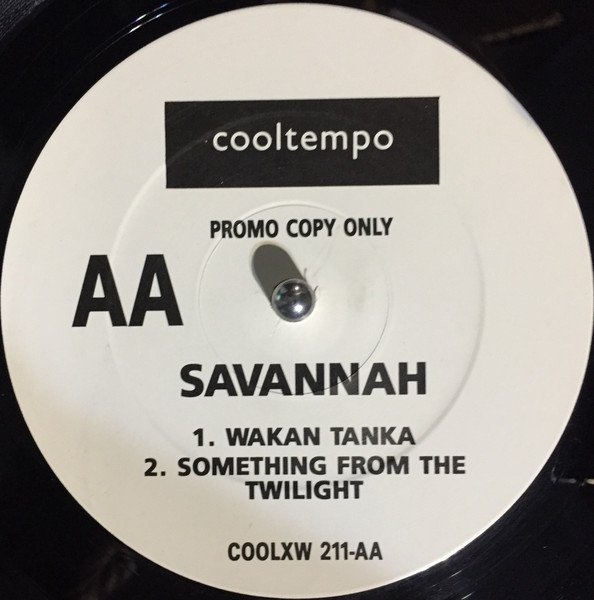 cooltempo
PROMO COPY ONLY
AA
SAVANNAH
1. WAKAN TANKA
2. SOMETHING FROM THE
TWILIGHT
COOLXW 211-AA